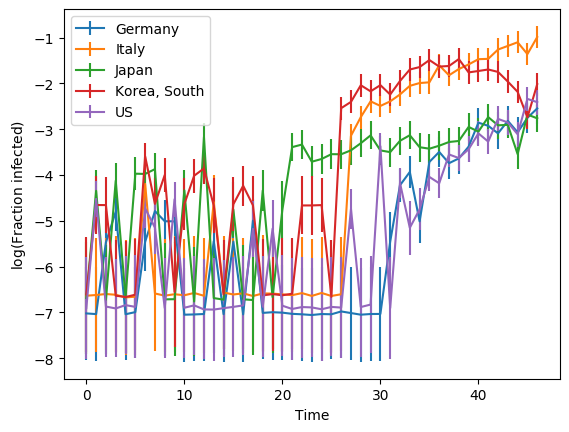 Germany
Italy
Japan
Korea, South
US
log(Fraction infected)
−1
−2
−3
−4
−5
−6
−7
−8
0
10
20
30
40
Time